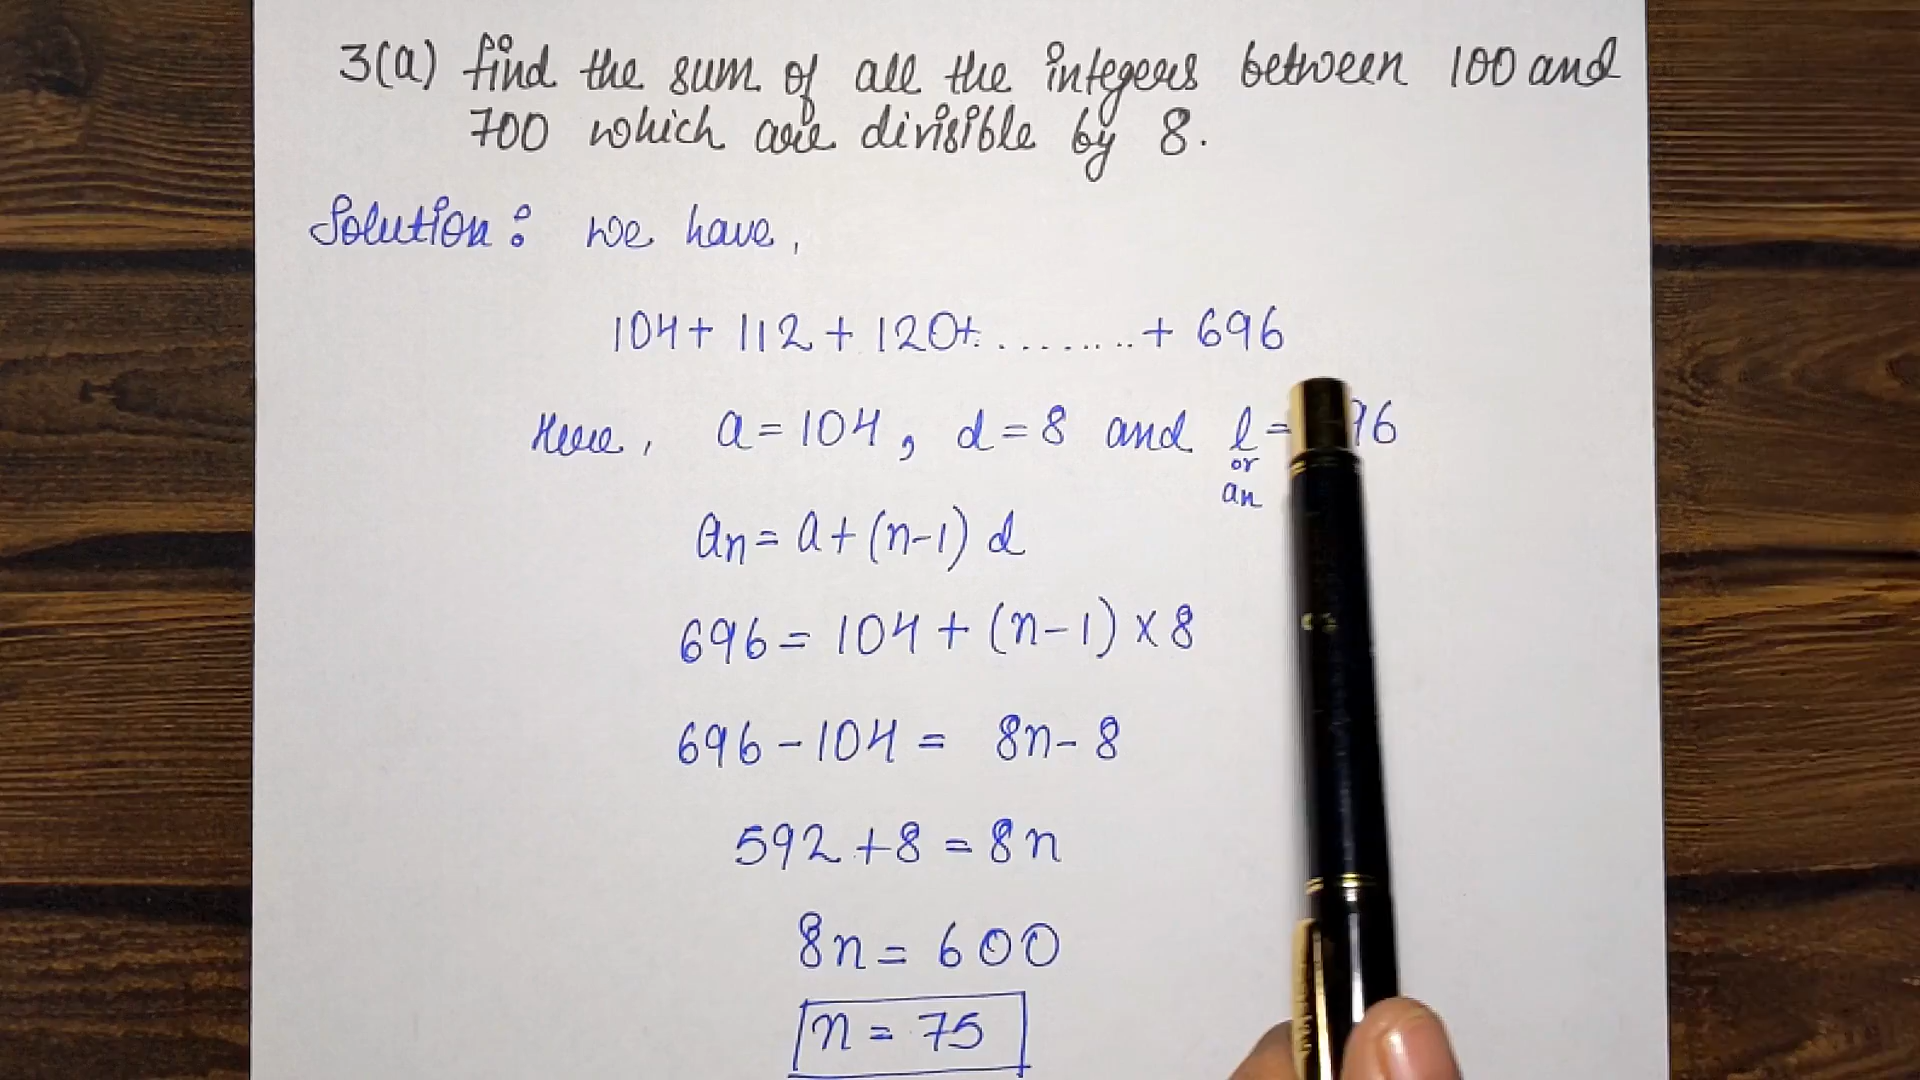 3(a) find the sum of all the integers between 100 and
700 which are divisible by 8.
Solution: we have,
104+ 112 + 120+.........+ 696
Here, a=104, d=8 and l= 96
or
an
an = a+(n-1) d
696= 104 + (n-1) × 8
696-104 = 8n-8
592+8 = 8n
8n= 600
n = 75